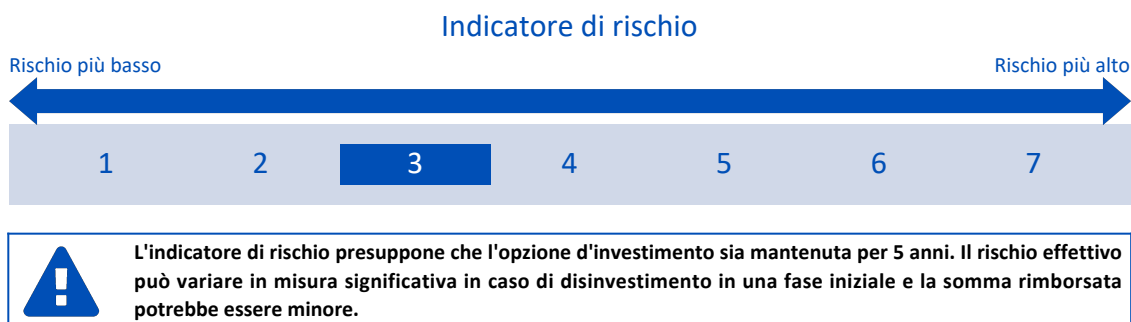 Indicatore di rischio
Rischio più basso Rischio più alto
1 2 3 4 5 6 7
L'indicatore di rischio presuppone che l'opzione d'investimento sia mantenuta per 5 anni. Il rischio effettivo
può variare in misura significativa in caso di disinvestimento in una fase iniziale e la somma rimborsata
potrebbe essere minore.